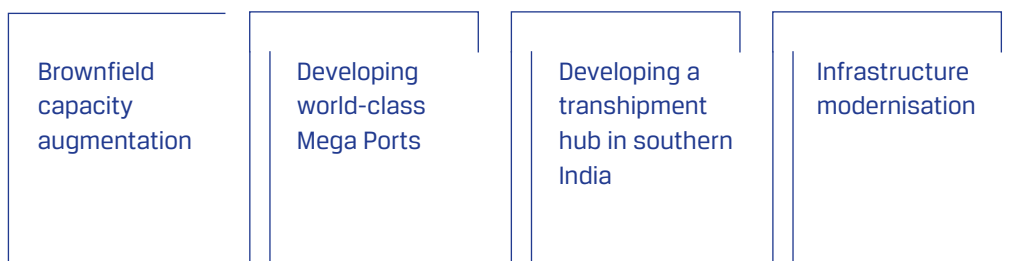 Brownfield
capacity
augmentation
Developing
world-class
Mega Ports
Developing a
transhipment
hub in southern
India
Infrastructure
modernisation